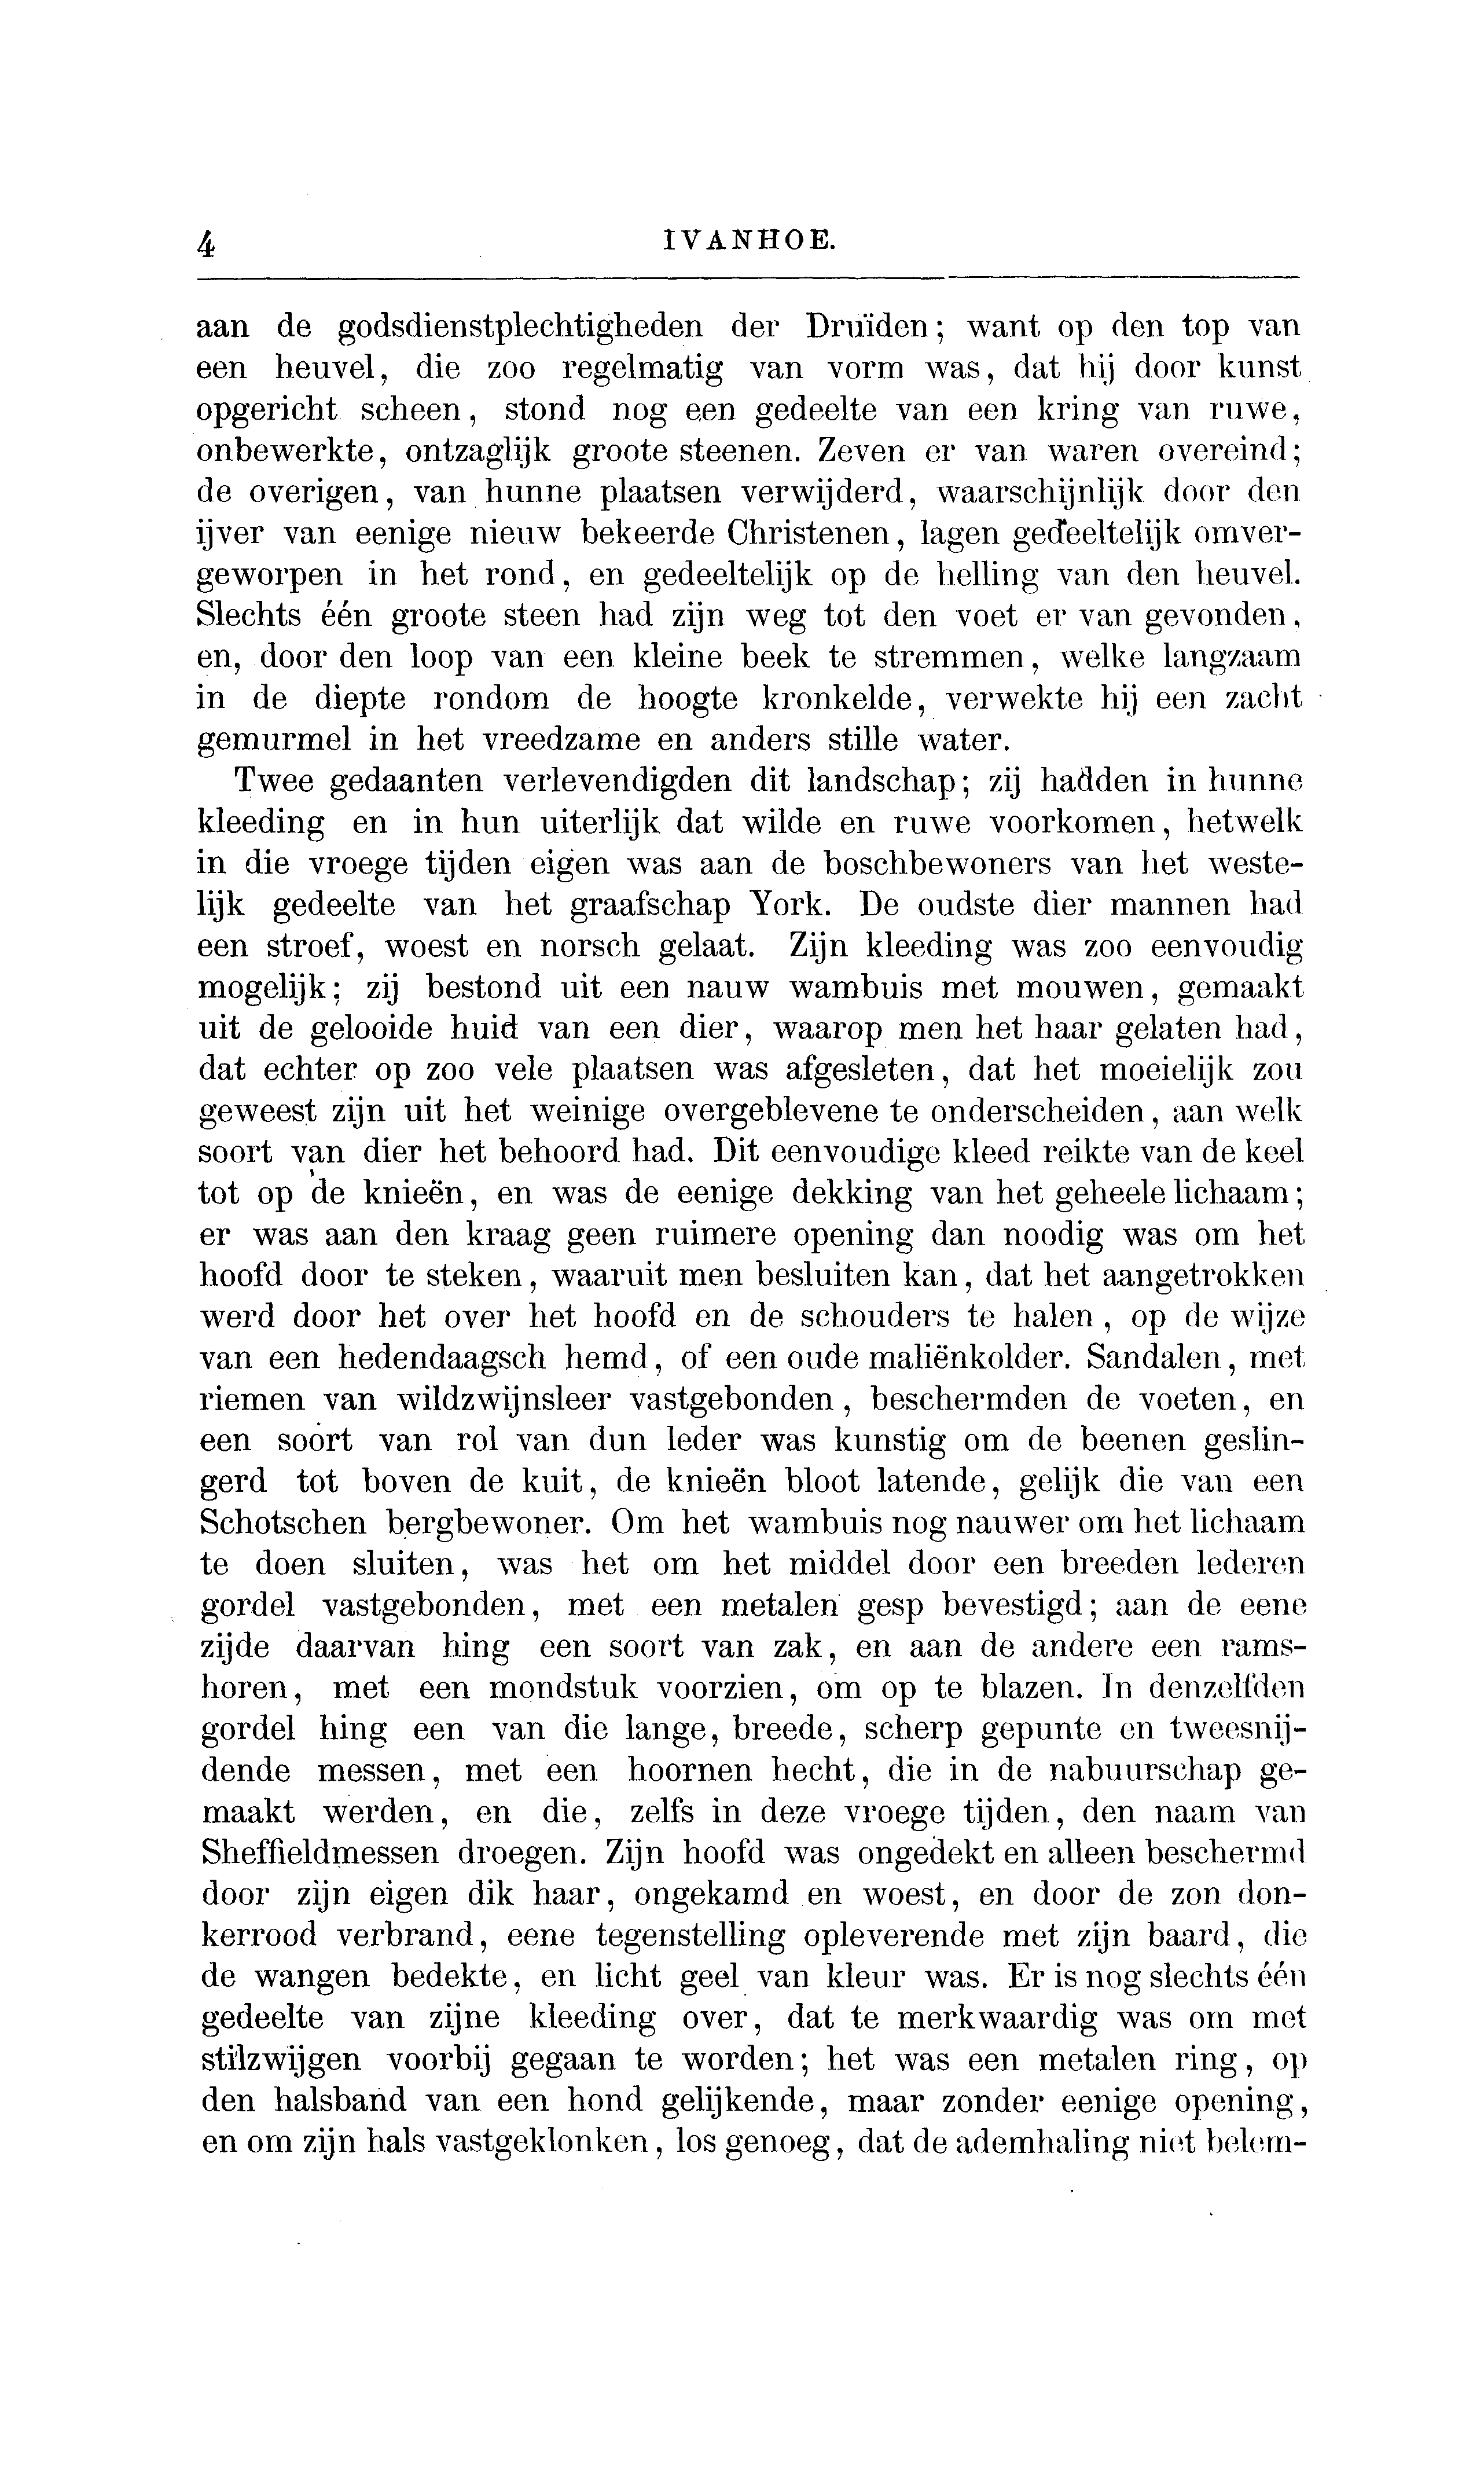 4 IVANHOE.
aan de godsdienstplechtigheden der Druïden; want op den top van
een heuvel, die zoo regelmatig van vorm was, dat hij door kunst
opgericht scheen, stond nog een gedeelte van een kring van ruwe,
onbewerkte, ontzaglijk groote steenen. Zeven er van waren overeind;
de overigen, van hunne plaatsen verwijderd, waarschijnlijk door den
ijver van eenige nieuw bekeerde Christenen, lagen gedeeltelijk omver-
geworpen in het rond, en gedeeltelijk op de helling van den heuvel.
Slechts één groote steen had zijn weg tot den voet er van gevonden,
en, door den loop van een kleine beek te stremmen, welke langzaam
in de diepte rondom de hoogte kronkelde, verwekte hij een zacht
gemurmel in het vreedzame en anders stille water.
Twee gedaanten verlevendigden dit landschap; zij hadden in hunne
kleeding en in hun uiterlijk dat wilde en ruwe voorkomen, hetwelk
in die vroege tijden eigen was aan de boschbewoners van het weste-
lijk gedeelte van het graafschap York. De oudste dier mannen had
een stroef, woest en norsch gelaat. Zijn kleeding was zoo eenvoudig
mogelijk; zij bestond uit een nauw wambuis met mouwen, gemaakt
uit de gelooide huid van een dier, waarop men het haar gelaten had,
dat echter op zoo vele plaatsen was afgesleten, dat het moeielijk zou
geweest zijn uit het weinige overgeblevene te onderscheiden, aan welk
soort van dier het behoord had. Dit eenvoudige kleed reikte van de keel
tot op de knieën, en was de eenige dekking van het geheele lichaam;
er was aan den kraag geen ruimere opening dan noodig was om het
hoofd door te steken, waaruit men besluiten kan, dat het aangetrokken
werd door het over het hoofd en de schouders te halen, op de wijze
van een hedendaagsch hemd, of een oude maliënkolder. Sandalen, met
riemen van wildzwijnsleer vastgebonden, beschermden de voeten, en
een soort van rol van dun leder was kunstig om de beenen geslin-
gerd tot boven de kuit, de knieën bloot latende, gelijk die van een
Schotschen bergbewoner. Om het wambuis nog nauwer om het lichaam
te doen sluiten, was het om het middel door een breeden lederen
gordel vastgebonden, met een metalen gesp bevestigd; aan de eene
zijde daarvan hing een soort van zak, en aan de andere een rams-
horen, met een mondstuk voorzien, om op te blazen. In denzelfden
gordel hing een van die lange, breede, scherp gepunte en tweesnij-
dende messen, met een hoornen hecht, die in de nabuurschap ge-
maakt werden, en die, zelfs in deze vroege tijden, den naam van
Sheffieldmessen droegen. Zijn hoofd was ongedekt en alleen beschermd
door zijn eigen dik haar, ongekamd en woest, en door de zon don-
kerrood verbrand, eene tegenstelling opleverende met zijn baard, die
de wangen bedekte, en licht geel van kleur was. Er is nog slechts één
gedeelte van zijne kleeding over, dat te merkwaardig was om met
stilzwijgen voorbij gegaan te worden; het was een metalen ring, op
den halsband van een hond gelijkende, maar zonder eenige opening,
en om zijn hals vastgeklonken, los genoeg, dat de ademhaling niet belem-